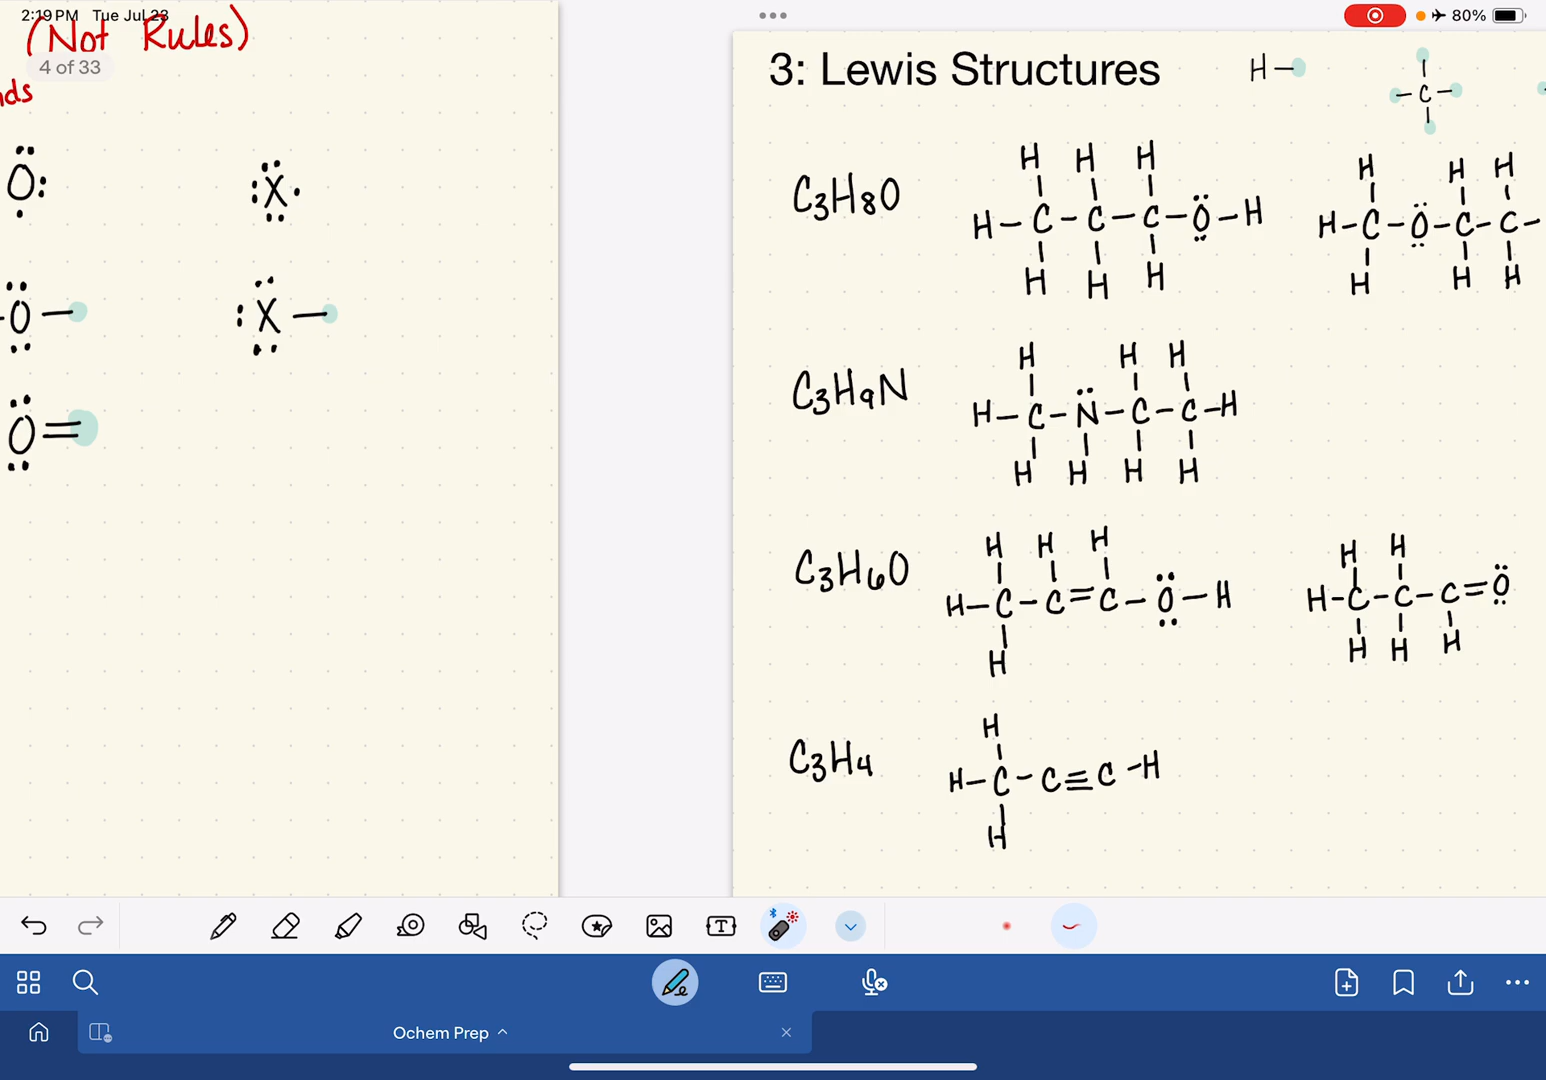 2:19 PM Tue Jul 23
80%
(Not Rules)
4 of 33
nds
Ö:
:X·
-O-
:X-
O=
3: Lewis Structures
H-
-C-
C3H8O
H H H
H-C-C-C-O-H
H H H
H H H
H-C-O-C-C-
H H H
C3H9N
H H H
H-C-N-C-C-H
H H H H
C3H6O
H H H
H-C-C=C-O-H
H
H H
H-C-C-C=O
H H H
C3H4
H
H-C-C≡C-H
H
T
Ochem Prep